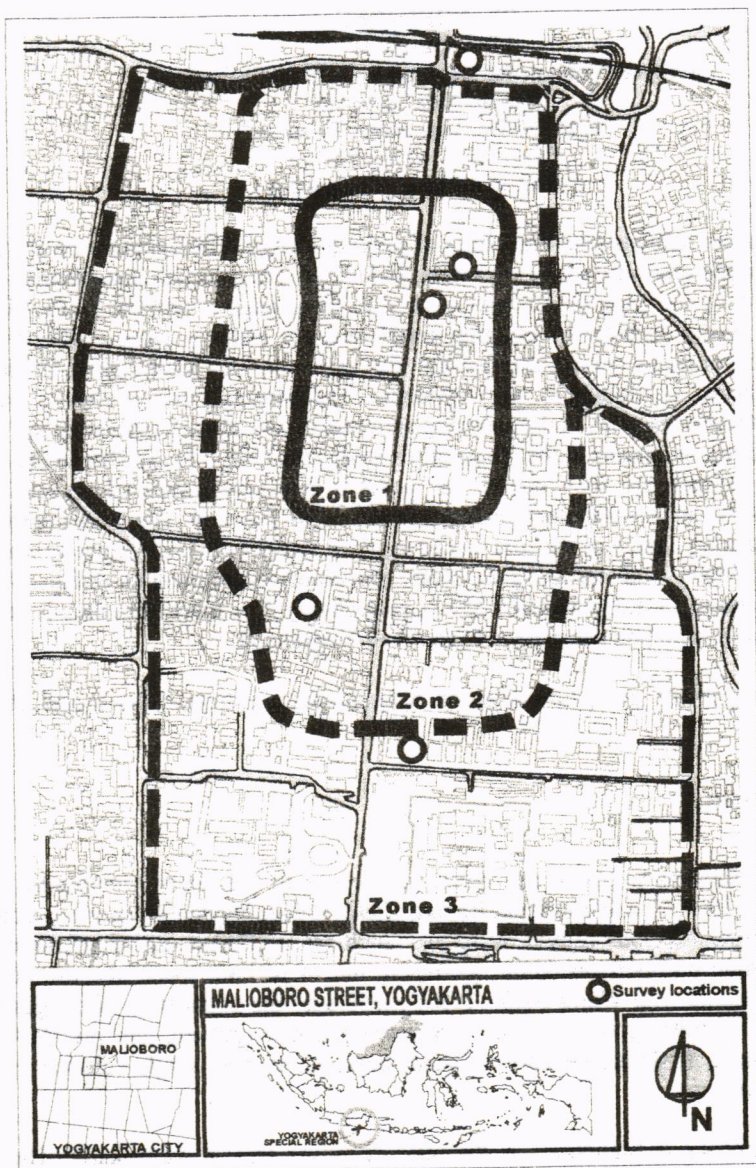 Zone 1
Zone 2
Zone 3
MALIOBORO STREET, YOGYAKARTA
Survey locations
MALIOBORO
YOGYAKARTA CITY
YOGYAKARTA
SPECIAL REGION
N